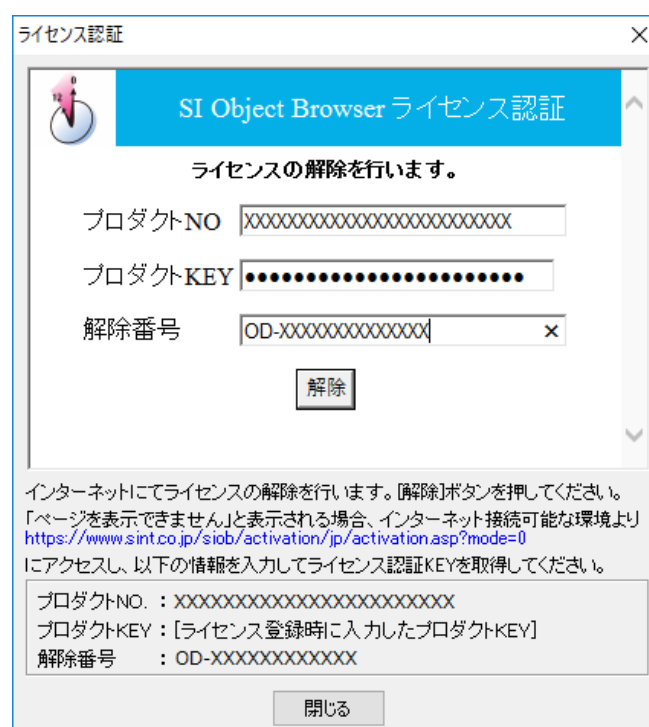 ライセンス認証
SI Object Browser ライセンス認証
ライセンスの解除を行います。
プロダクトNO XXXXXXXXXXXXXXXXXXXXXXXXX
プロダクトKEY ●●●●●●●●●●●●●●●●●●●●●●●
解除番号 OD-XXXXXXXXXXXXXX
解除
インターネットにてライセンスの解除を行います。[解除]ボタンを押してください。
「ページを表示できません」と表示される場合、インターネット接続可能な環境より
https://www.sint.co.jp/siob/activation/jp/activation.asp?mode=0
にアクセスし、以下の情報を入力してライセンス認証KEYを取得してください。
プロダクトNO. : XXXXXXXXXXXXXXXXXXXXXXX
プロダクトKEY : [ライセンス登録時に入力したプロダクトKEY]
解除番号 : OD-XXXXXXXXXXXX
閉じる